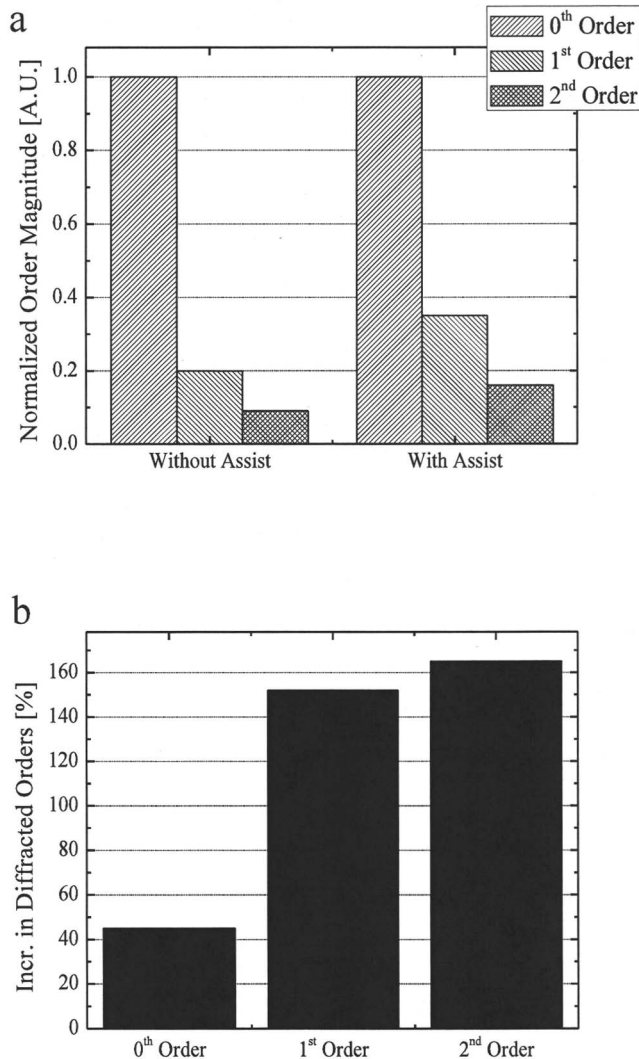 a
0th Order
1st Order
2nd Order
Normalized Order Magnitude [A.U.]
1.0
0.8
0.6
0.4
0.2
0.0
Without Assist
With Assist
b
Incr. in Diffracted Orders [%]
160
140
120
100
80
60
40
20
0
0th Order
1st Order
2nd Order